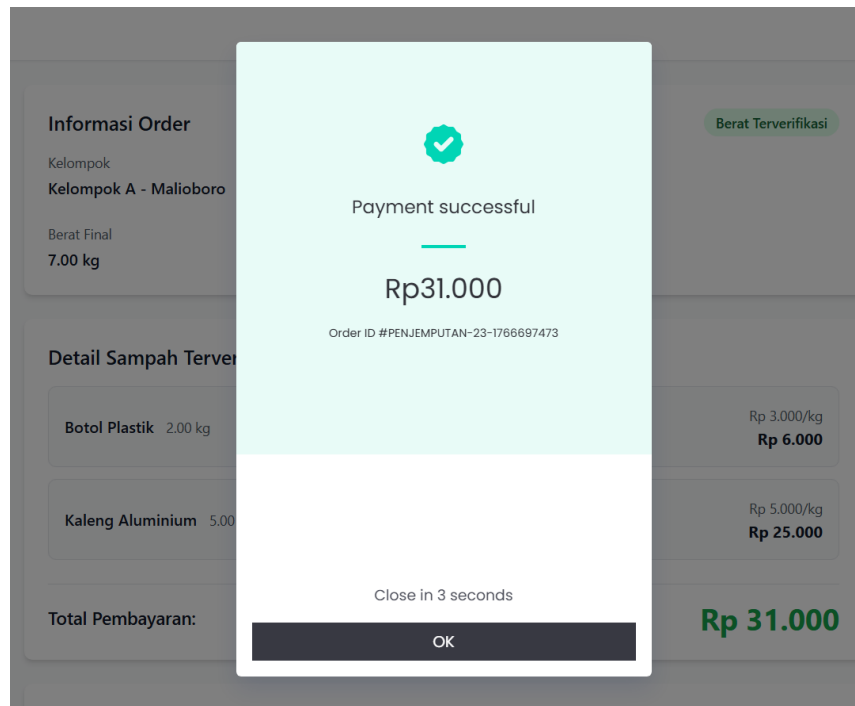 Informasi Order
Berat Terverifikasi
Kelompok
Kelompok A - Malioboro
Berat Final
7.00 kg
Payment successful
Rp31.000
Order ID #PENJEMPUTAN-23-1766697473
Detail Sampah
Botol Plastik 2.00 kg
Rp 3.000/kg
Rp 6.000
Kaleng Aluminium 5.00
Rp 5.000/kg
Rp 25.000
Close in 3 seconds
Total Pembayaran:
Rp 31.000
OK